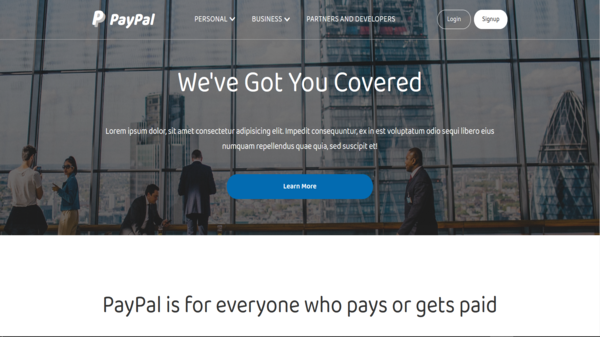 PayPal
PERSONAL BUSINESS PARTNERS AND DEVELOPERS
Login Signup
We've Got You Covered
Lorem ipsum dolor, sit amet consectetur adipisicing elit. Impedit consequuntur, ex in est voluptatum odio sequi libero eius
numquam repellendus quae quia, sed suscipit et!
Learn More
PayPal is for everyone who pays or gets paid